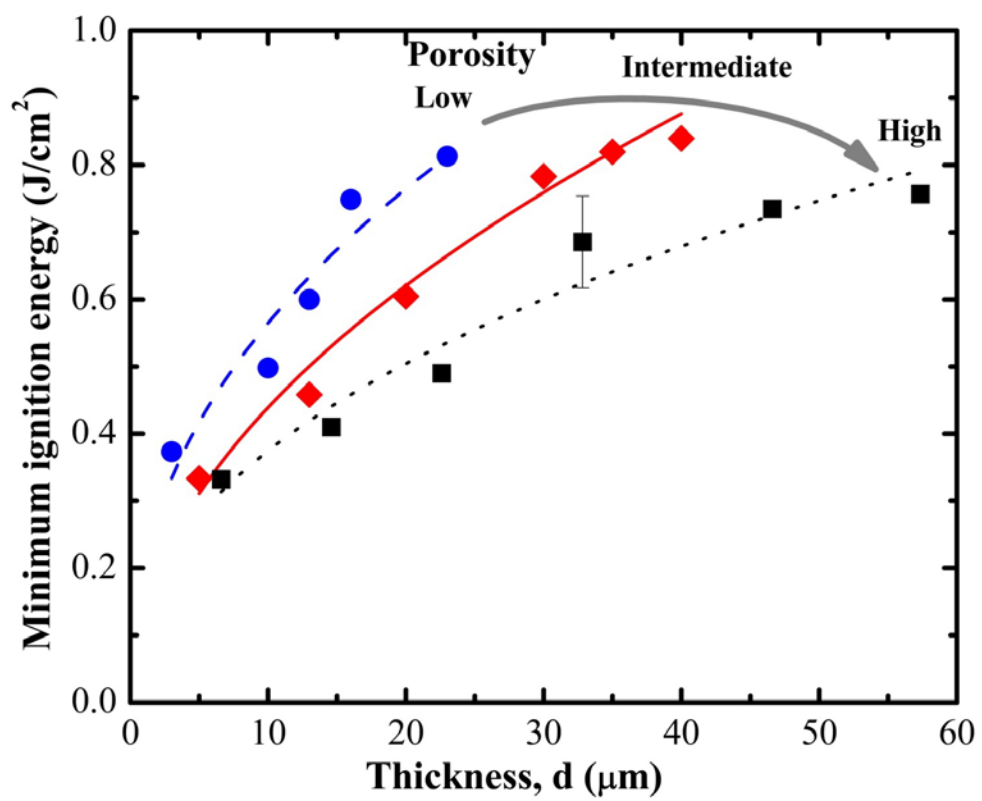 Porosity
Low
Intermediate
High
1.0
0.8
0.6
0.4
0.2
0.0
Minimum ignition energy (J/cm²)
0 10 20 30 40 50 60
Thickness, d (μm)